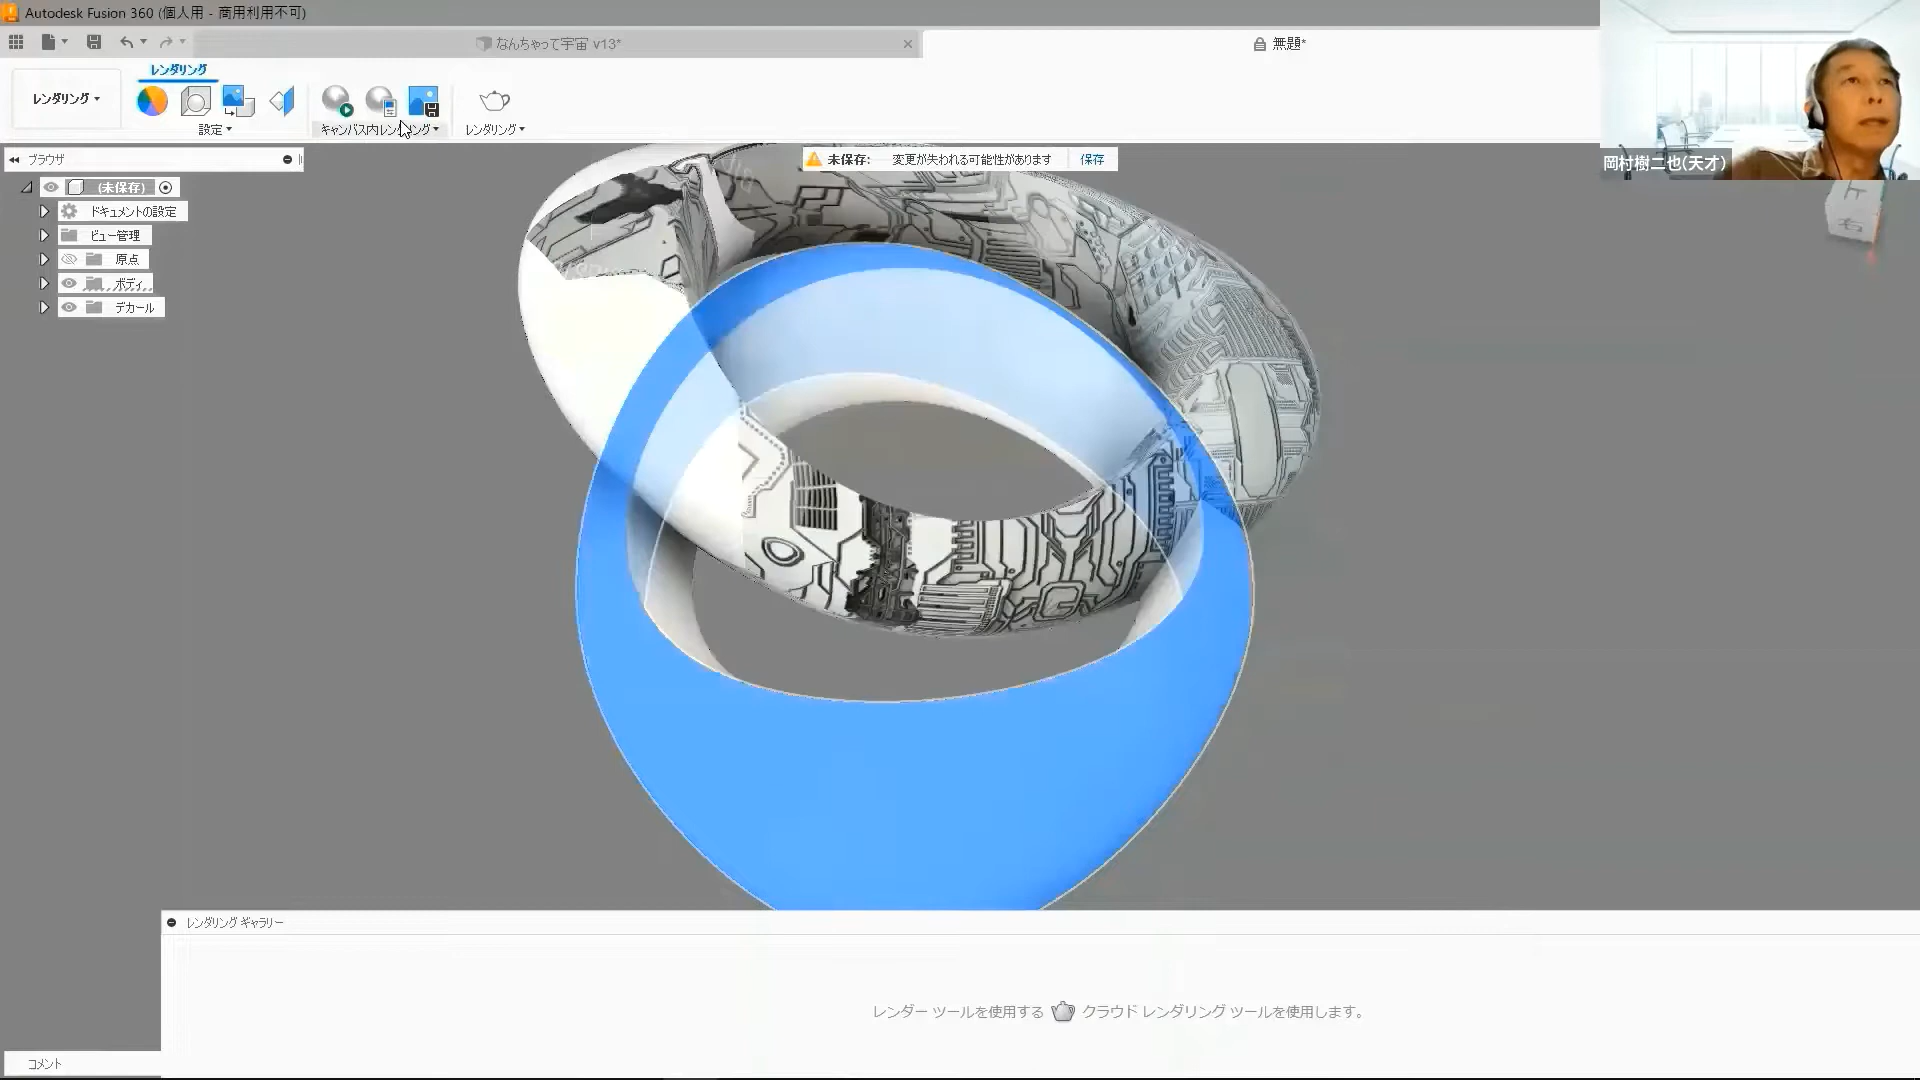 Autodesk Fusion 360 (個人用 - 商用利用不可)
なんちゃって宇宙 v13*
無題*
レンダリング
レンダリング
設定
キャンバス内レンダリング
レンダリング
ブラウザ
未保存: 変更が失われる可能性があります 保存
岡村樹二也(天才)
(未保存)
ドキュメントの設定
ビュー管理
原点
ボディ
デカール
上
右
レンダリング ギャラリー
レンダー ツールを使用する クラウド レンダリング ツールを使用します。
コメント